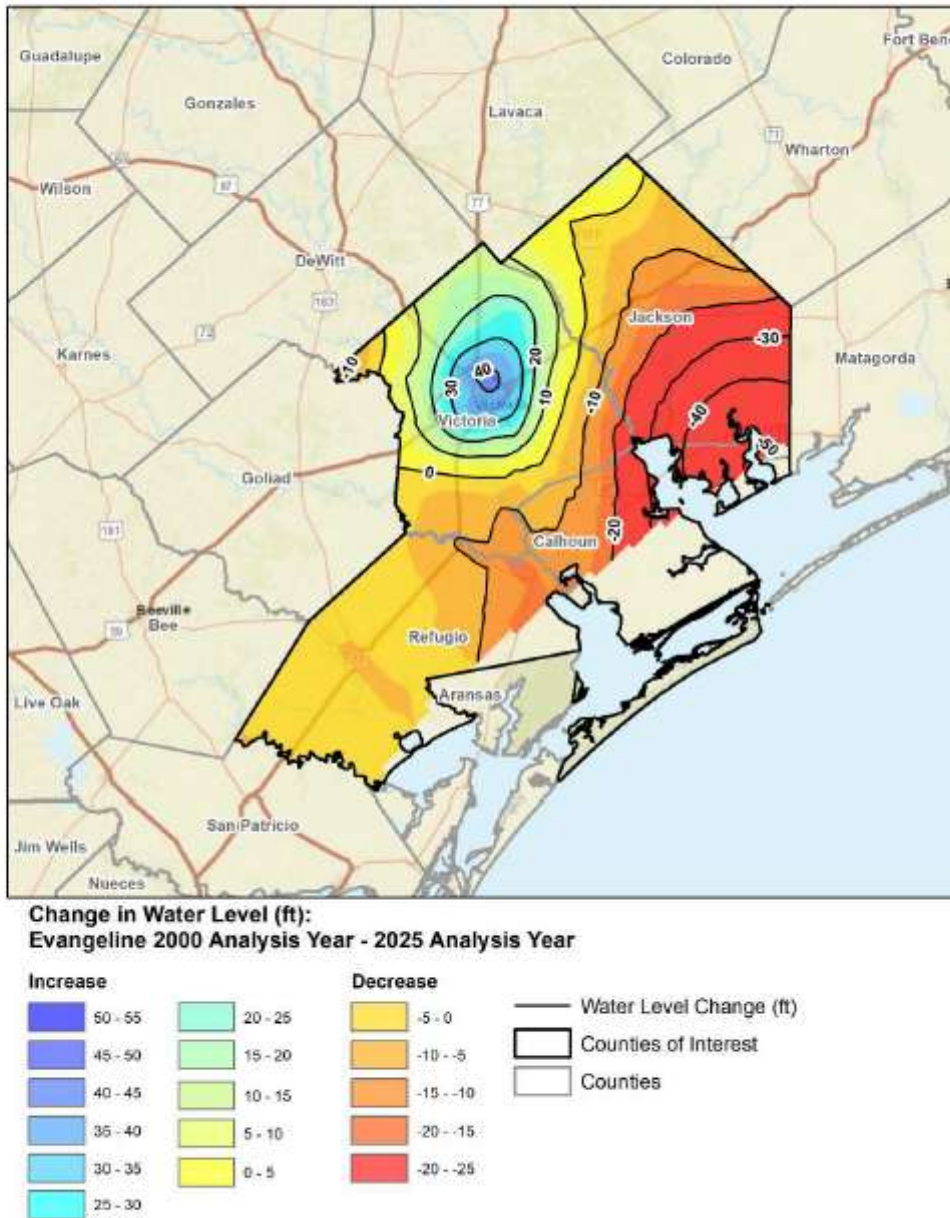 Guadalupe
Gonzales
Colorado
Fort Bend
Lavaca
71
Wharton
Wilson
87
77
DeWitt
183
Jackson
72
Karnes
-10
40
20
30
-30
Matagorda
10
-10
-40
Victoria
-50
0
Goliad
181
-20
Calhoun
Beeville
Bee
59
Refugio
Aransas
Live Oak
San Patricio
Jim Wells
Nueces
Change in Water Level (ft):
Evangeline 2000 Analysis Year - 2025 Analysis Year
Increase
50 - 55
45 - 50
40 - 45
35 - 40
30 - 35
25 - 30
20 - 25
15 - 20
10 - 15
5 - 10
0 - 5
Decrease
-5 - 0
-10 - -5
-15 - -10
-20 - -15
-20 - -25
Water Level Change (ft)
Counties of Interest
Counties